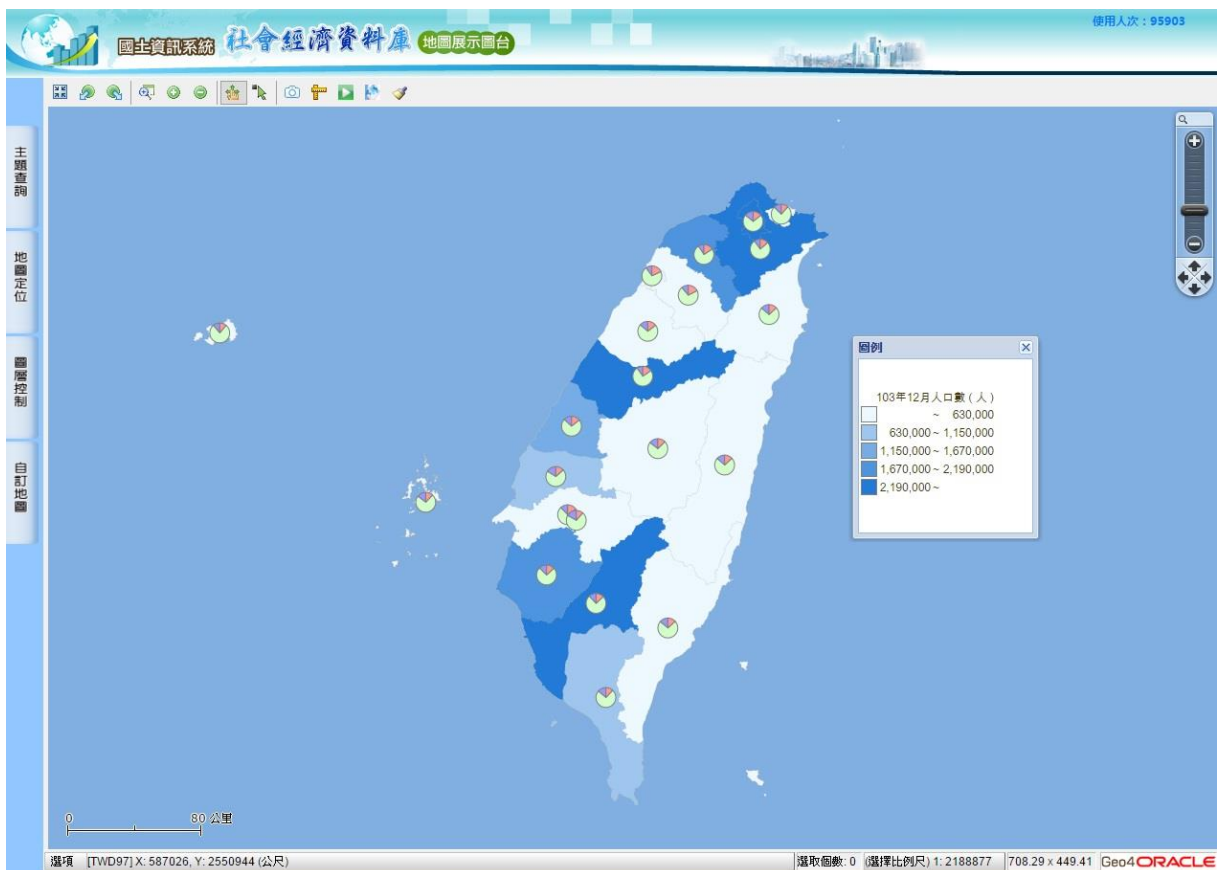 使用人次：95903
國土資訊系統 社會經濟資料庫 地圖展示圖台
主題查詢
地圖定位
圖層控制
自訂地圖
圖例
103年12月人口數（人）
~ 630,000
630,000 ~ 1,150,000
1,150,000 ~ 1,670,000
1,670,000 ~ 2,190,000
2,190,000 ~
0 80 公里
選項 [TWD97] X: 587026, Y: 2550944 (公尺) 選取個數: 0 (選擇比例尺) 1: 2188877 708.29 x 449.41 Geo4ORACLE